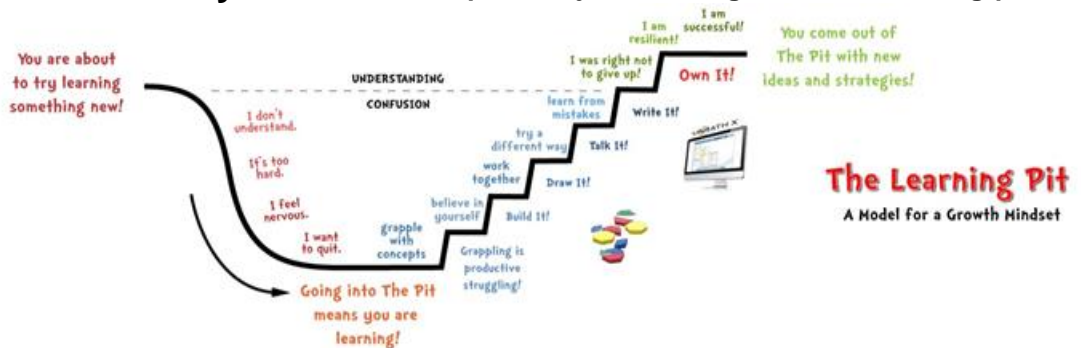 You are about
to try learning
something new!
UNDERSTANDING
CONFUSION
I don't
understand.
It's too
hard.
I feel
nervous.
I want
to quit.
Going into The Pit
means you are
learning!
grapple
with
concepts
Grappling is
productive
struggling!
believe in
yourself
Build It!
work
together
Draw It!
try a
different way
Talk It!
learn from
mistakes
Write It!
I was right not
to give up!
Own It!
I am
resilient!
I am
successful!
You come out of
The Pit with new
ideas and strategies!
The Learning Pit
A Model for a Growth Mindset